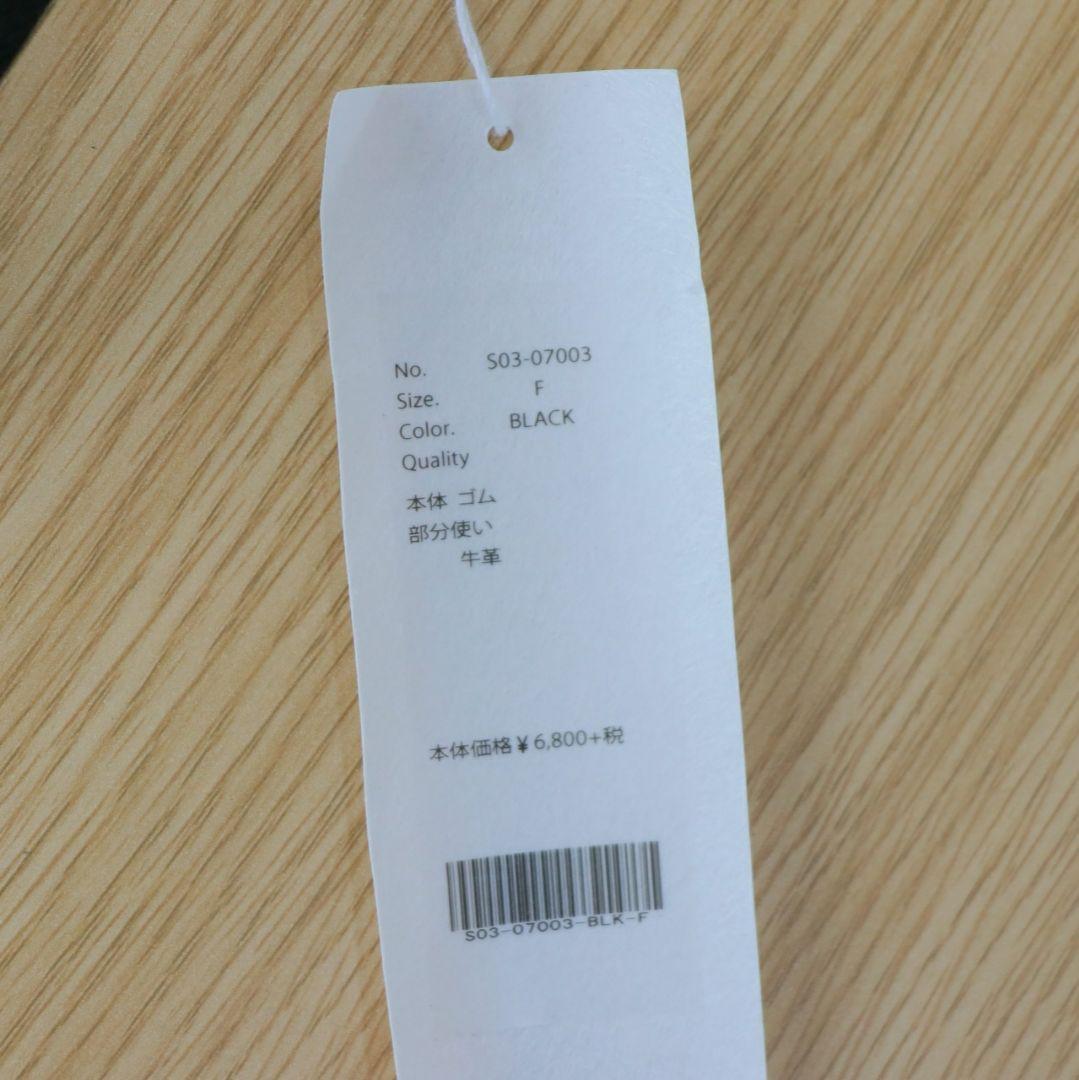 No. S03-07003
Size. F
Color. BLACK
Quality
本体 ゴム
部分使い
牛革
本体価格¥6,800+税
S03-07003-BLK-F